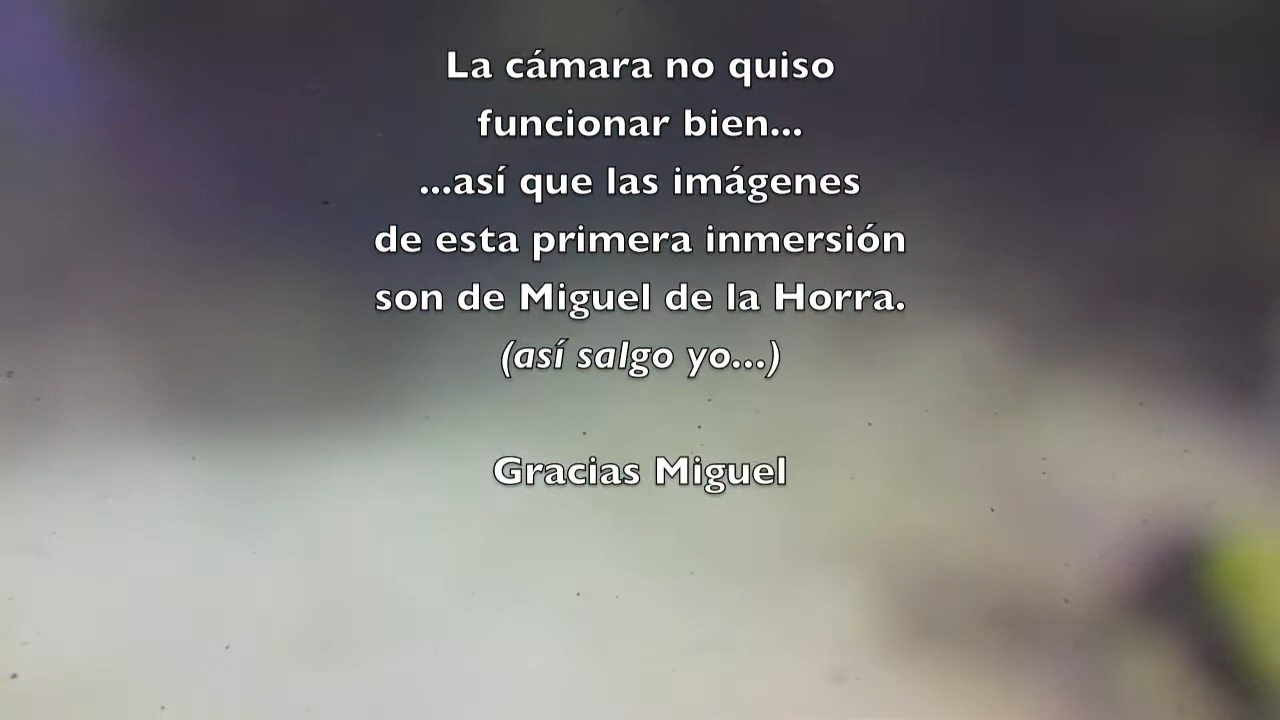 La cámara no quiso
funcionar bien...
...así que las imágenes
de esta primera inmersión
son de Miguel de la Horra.
(así salgo yo...)
Gracias Miguel